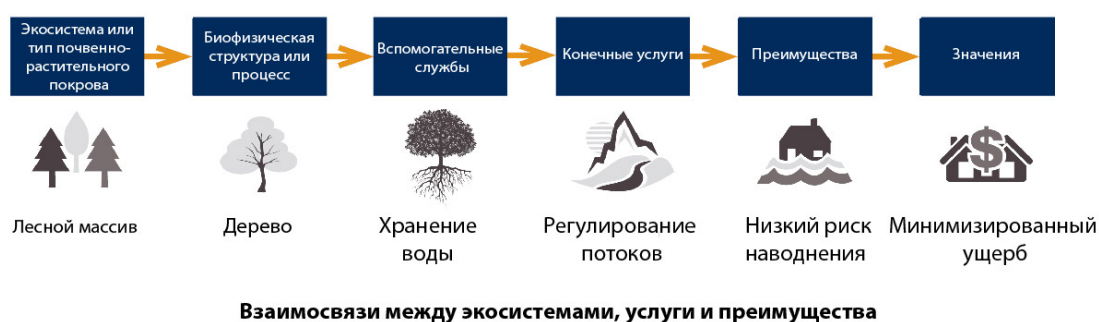 Экосистема или
тип почвенно-
растительного
покрова
Биофизическая
структура или
процесс
Вспомогательные
службы
Конечные услуги
Преимущества
Значения
Лесной массив
Дерево
Хранение
воды
Регулирование
потоков
Низкий риск
наводнения
Минимизированный
ущерб
Взаимосвязи между экосистемами, услуги и преимущества